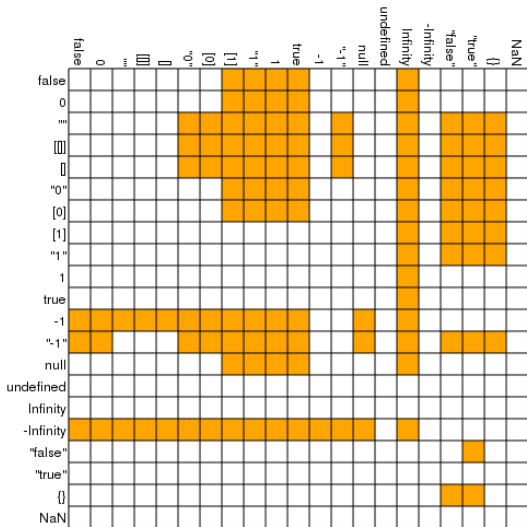 false
0
""
[[]]
[]
"0"
[0]
[1]
"1"
1
true
-1
"-1"
null
undefined
Infinity
-Infinity
"false"
"true"
{}
NaN
false
0
""
[[]]
[]
"0"
[0]
[1]
"1"
1
true
-1
"-1"
null
undefined
Infinity
-Infinity
"false"
"true"
{}
NaN